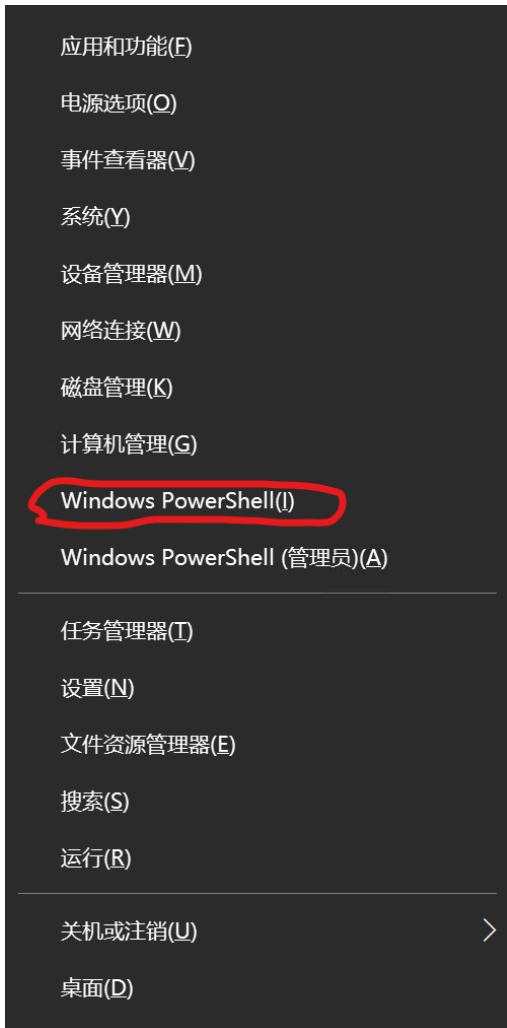 应用和功能(F)
电源选项(O)
事件查看器(V)
系统(Y)
设备管理器(M)
网络连接(W)
磁盘管理(K)
计算机管理(G)
Windows PowerShell(I)
Windows PowerShell (管理员)(A)
任务管理器(T)
设置(N)
文件资源管理器(E)
搜索(S)
运行(R)
关机或注销(U)
桌面(D)